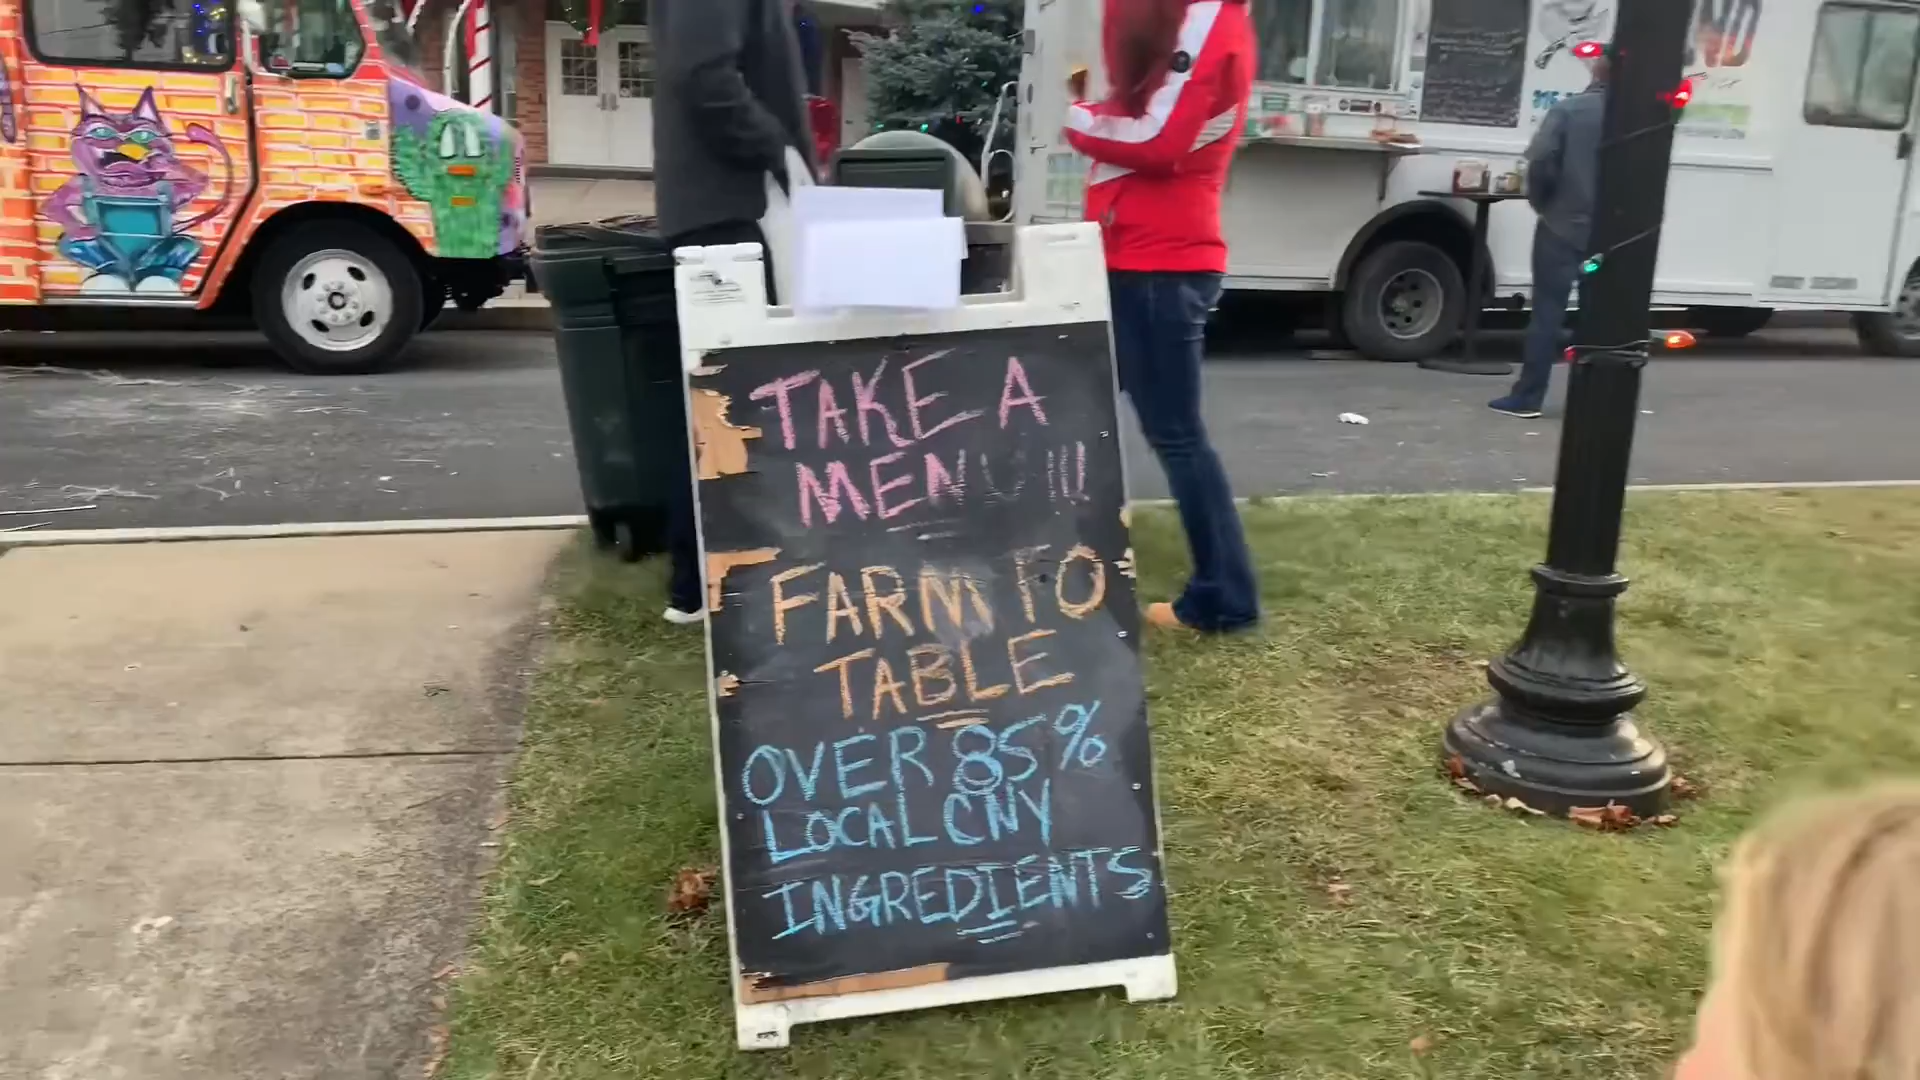 TAKE A
MENU!!!
FARM TO
TABLE
OVER 85%
LOCAL CNY
INGREDIENTS